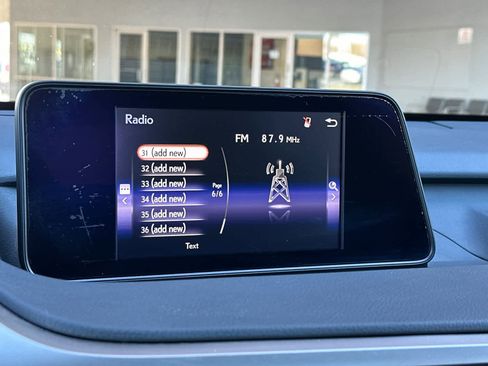 Radio
FM 87.9 MHz
31 (add new)
32 (add new)
33 (add new)
Page
6/6
34 (add new)
35 (add new)
36 (add new)
Text